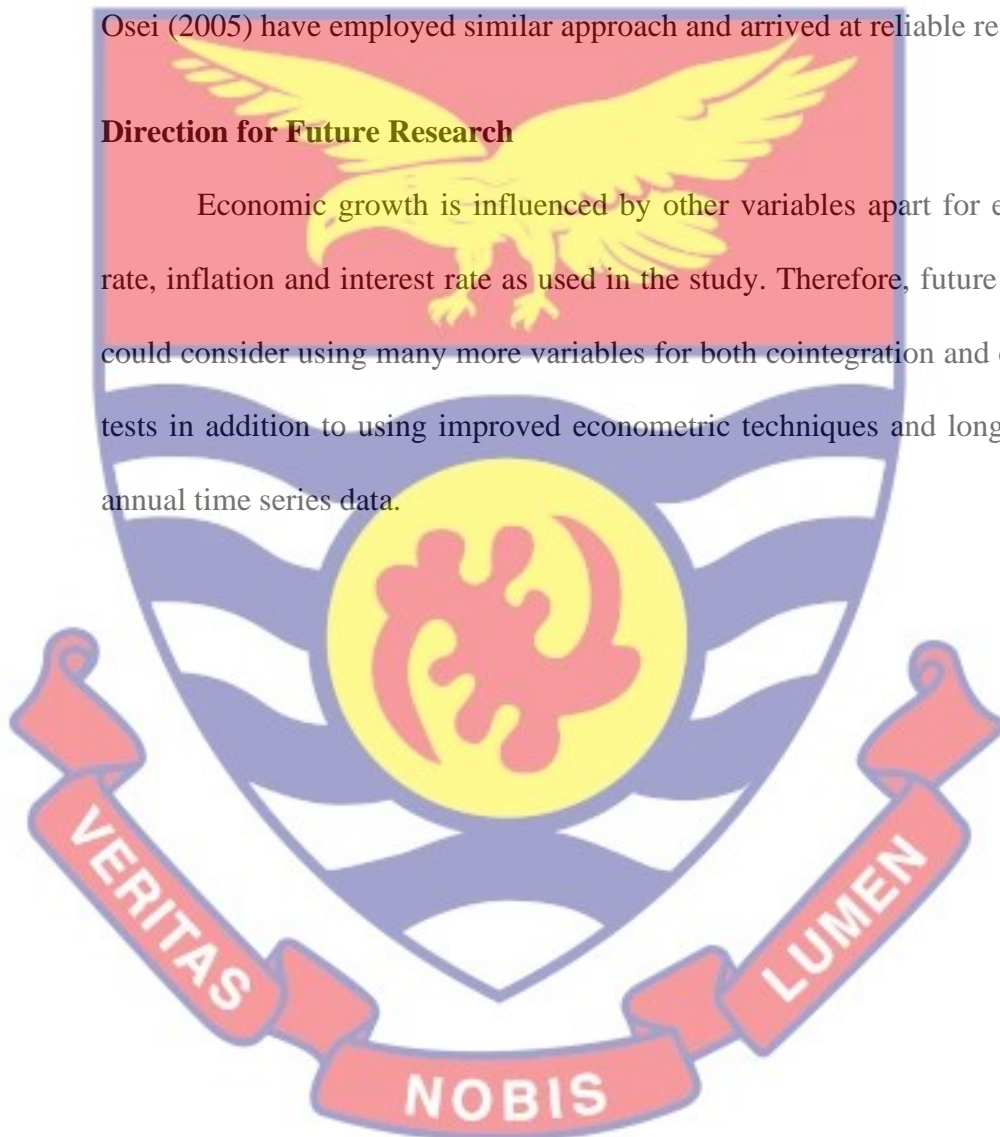 Osei (2005) have employed similar approach and arrived at reliable re
Direction for Future Research
Economic growth is influenced by other variables apart for e
rate, inflation and interest rate as used in the study. Therefore, future
could consider using many more variables for both cointegration and
tests in addition to using improved econometric techniques and long
annual time series data.
VERITAS
NOBIS
LUMEN